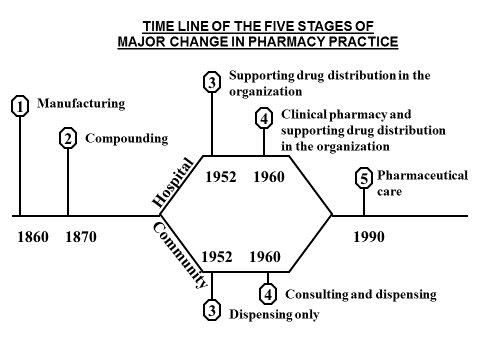 TIME LINE OF THE FIVE STAGES OF
MAJOR CHANGE IN PHARMACY PRACTICE
3 Supporting drug distribution in the
organization
1 Manufacturing
4 Clinical pharmacy and
supporting drug distribution
in the organization
2 Compounding
Hospital
1952 1960
5 Pharmaceutical
care
1860 1870
1990
Community
1952 1960
4 Consulting and dispensing
3 Dispensing only